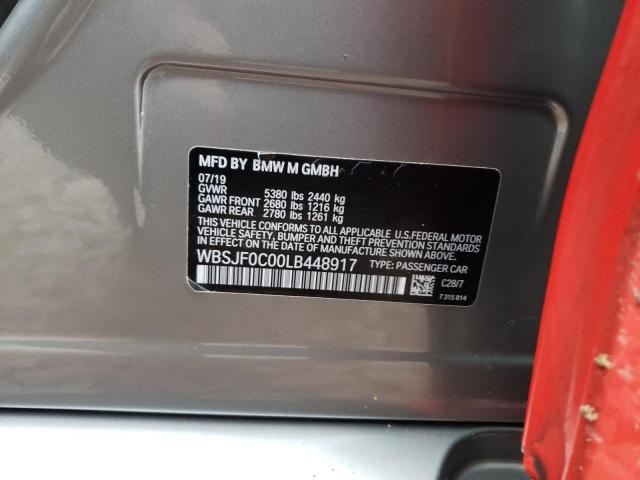 MFD BY BMW M GMBH
07/19
GVWR 5380 lbs 2440 kg
GAWR FRONT 2680 lbs 1216 kg
GAWR REAR 2780 lbs 1261 kg
THIS VEHICLE CONFORMS TO ALL APPLICABLE U.S.FEDERAL MOTOR
VEHICLE SAFETY, BUMPER AND THEFT PREVENTION STANDARDS
IN EFFECT ON THE DATE OF MANUFACTURE SHOWN ABOVE.
WBSJF0C00LB448917 TYPE: PASSENGER CAR
C28/7
7 315 814